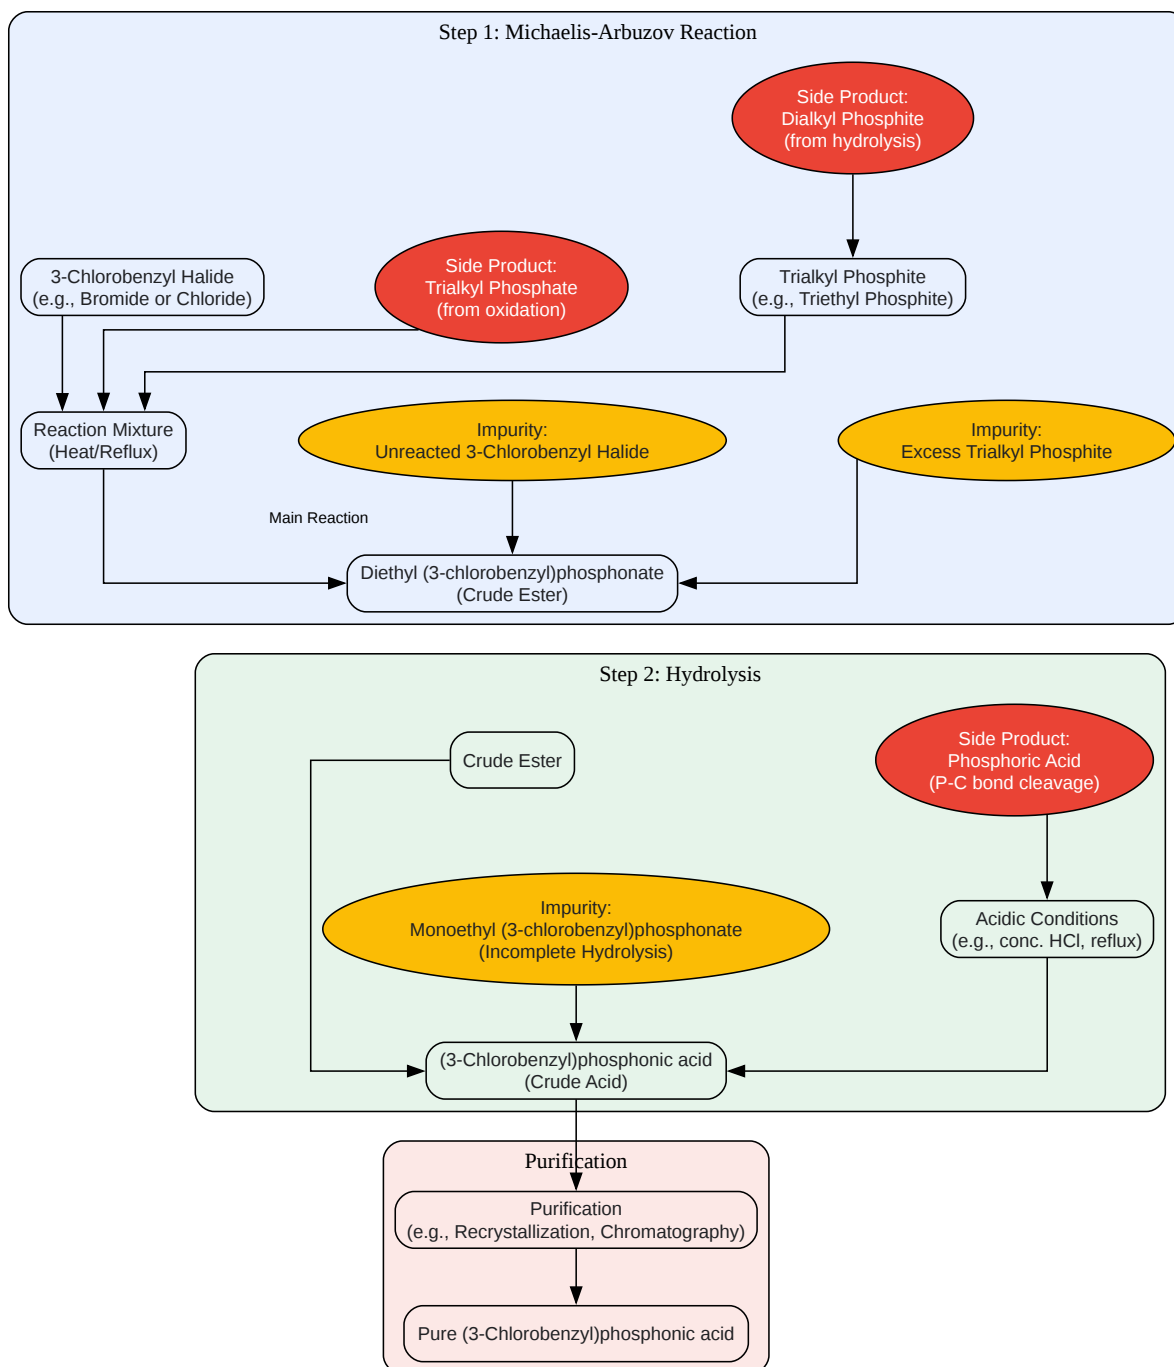 Step 1: Michaelis-Arbuzov Reaction
Side Product:
Dialkyl Phosphite
(from hydrolysis)
3-Chlorobenzyl Halide
(e.g., Bromide or Chloride)
Side Product:
Trialkyl Phosphate
(from oxidation)
Trialkyl Phosphite
(e.g., Triethyl Phosphite)
Reaction Mixture
(Heat/Reflux)
Impurity:
Unreacted 3-Chlorobenzyl Halide
Impurity:
Excess Trialkyl Phosphite
Main Reaction
Diethyl (3-chlorobenzyl)phosphonate
(Crude Ester)
Step 2: Hydrolysis
Crude Ester
Side Product:
Phosphoric Acid
(P-C bond cleavage)
Impurity:
Monoethyl (3-chlorobenzyl)phosphonate
(Incomplete Hydrolysis)
Acidic Conditions
(e.g., conc. HCl, reflux)
(3-Chlorobenzyl)phosphonic acid
(Crude Acid)
Purification
Purification
(e.g., Recrystallization, Chromatography)
Pure (3-Chlorobenzyl)phosphonic acid